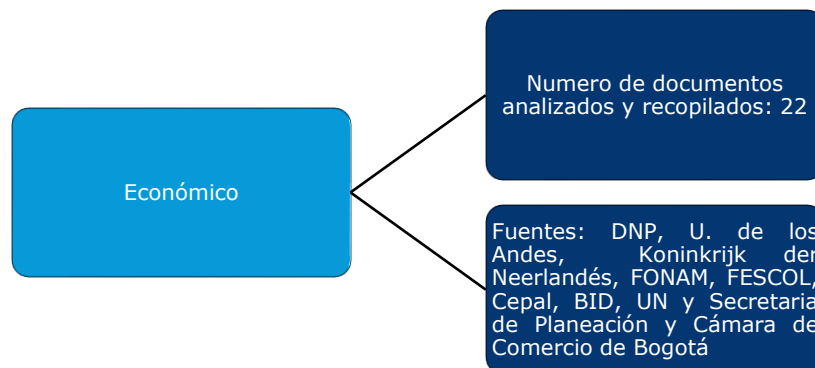 Económico
Numero de documentos
analizados y recopilados: 22
Fuentes: DNP, U. de los
Andes, Koninkrijk der
Neerlandés, FONAM, FESCOL,
Cepal, BID, UN y Secretaria
de Planeación y Cámara de
Comercio de Bogotá